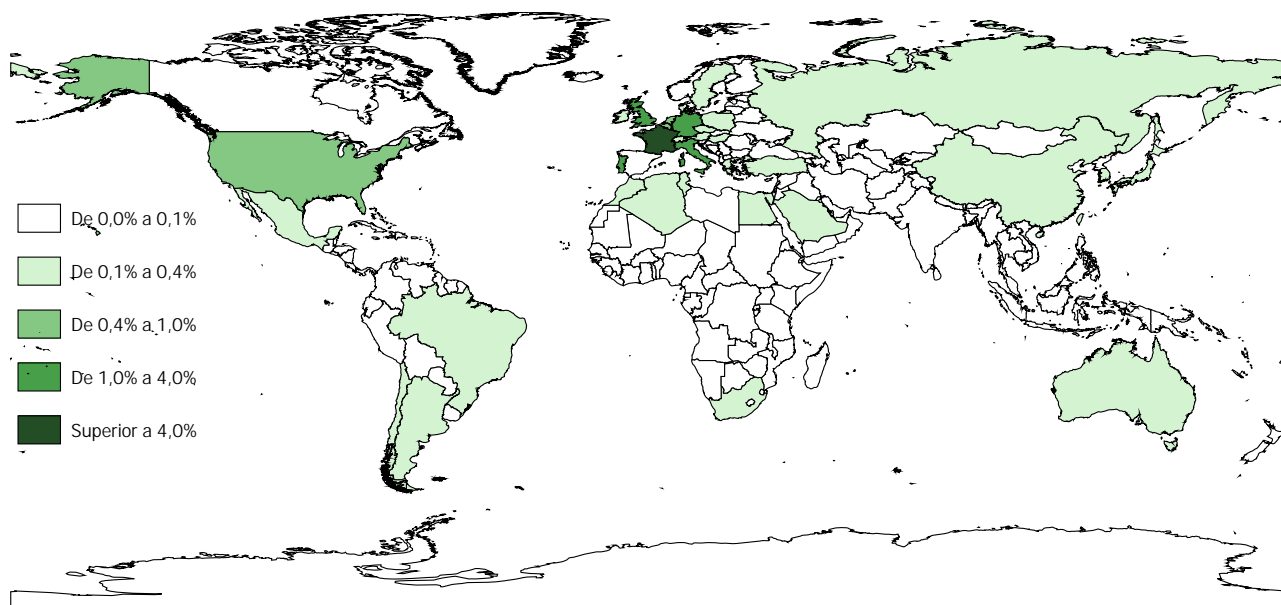 De 0,0% a 0,1%
De 0,1% a 0,4%
De 0,4% a 1,0%
De 1,0% a 4,0%
Superior a 4,0%